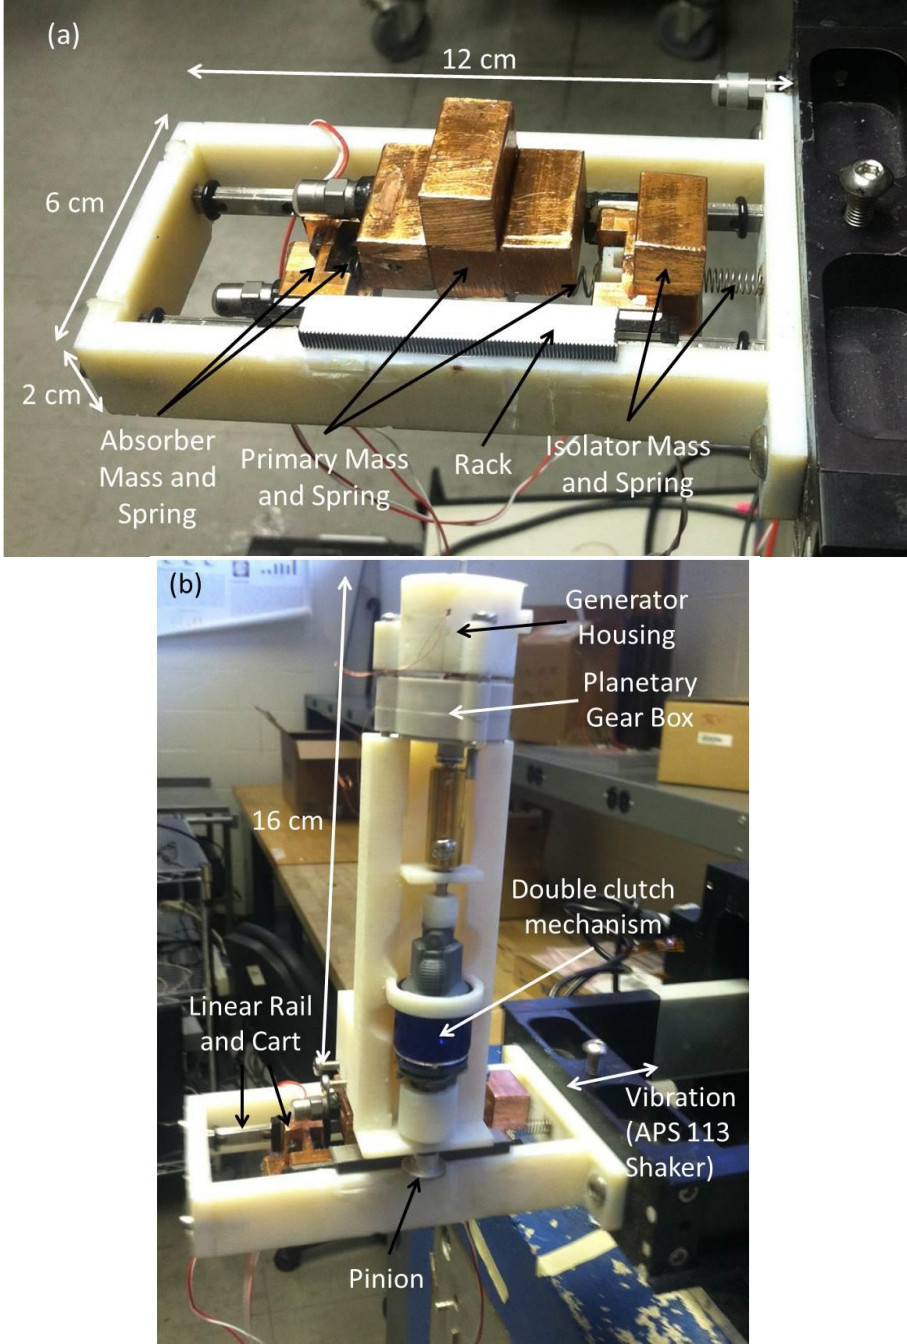 (a)
12 cm
6 cm
2 cm
Absorber
Mass and
Spring
Primary Mass
and Spring
Rack
Isolator Mass
and Spring
(b)
Generator
Housing
Planetary
Gear Box
16 cm
Double clutch
mechanism
Linear Rail
and Cart
Vibration
(APS 113
Shaker)
Pinion